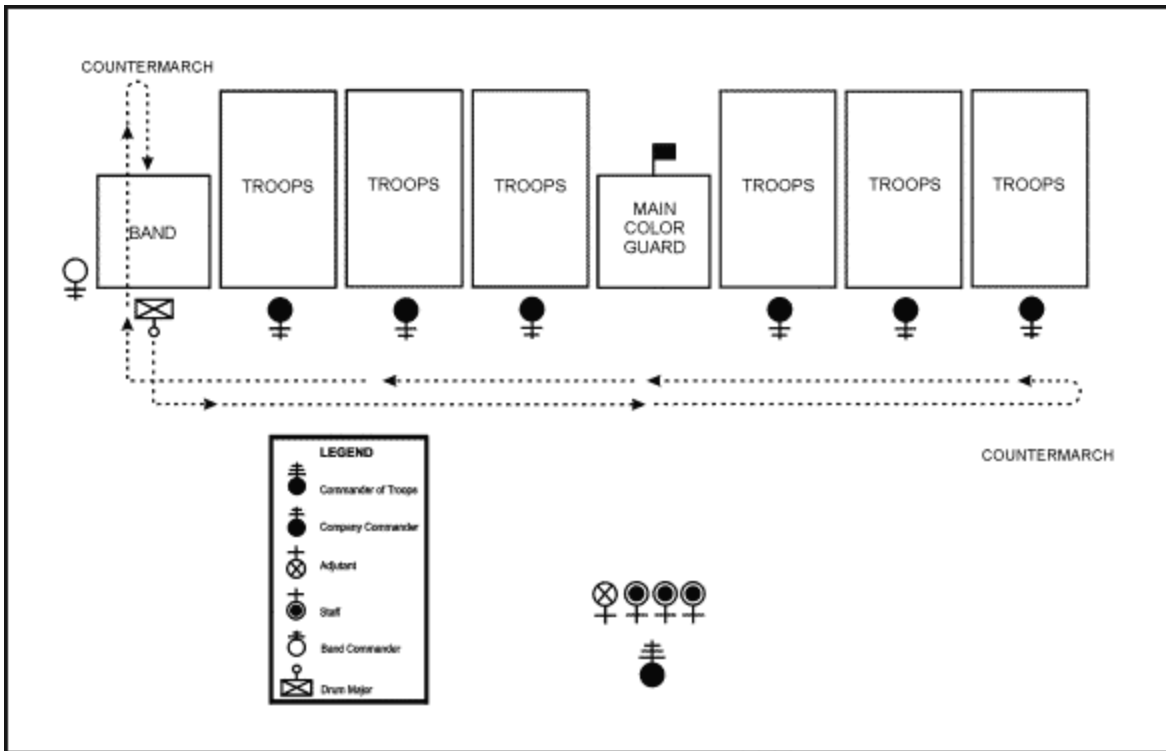 COUNTERMARCH
TROOPS
TROOPS
TROOPS
TROOPS
TROOPS
TROOPS
BAND
MAIN
COLOR
GUARD
COUNTERMARCH
LEGEND
Commander of Troops
Company Commander
Adjutant
Staff
Band Commander
Drum Major